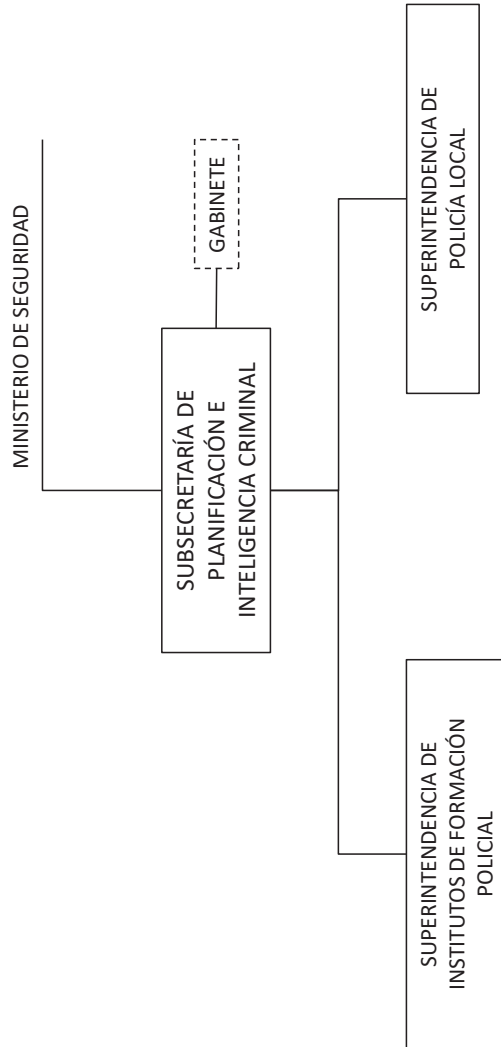 MINISTERIO DE SEGURIDAD
SUBSECRETARÍA DE
PLANIFICACIÓN E
INTELIGENCIA CRIMINAL
GABINETE
SUPERINTENDENCIA DE
INSTITUTOS DE FORMACIÓN
POLICIAL
SUPERINTENDENCIA DE
POLICÍA LOCAL